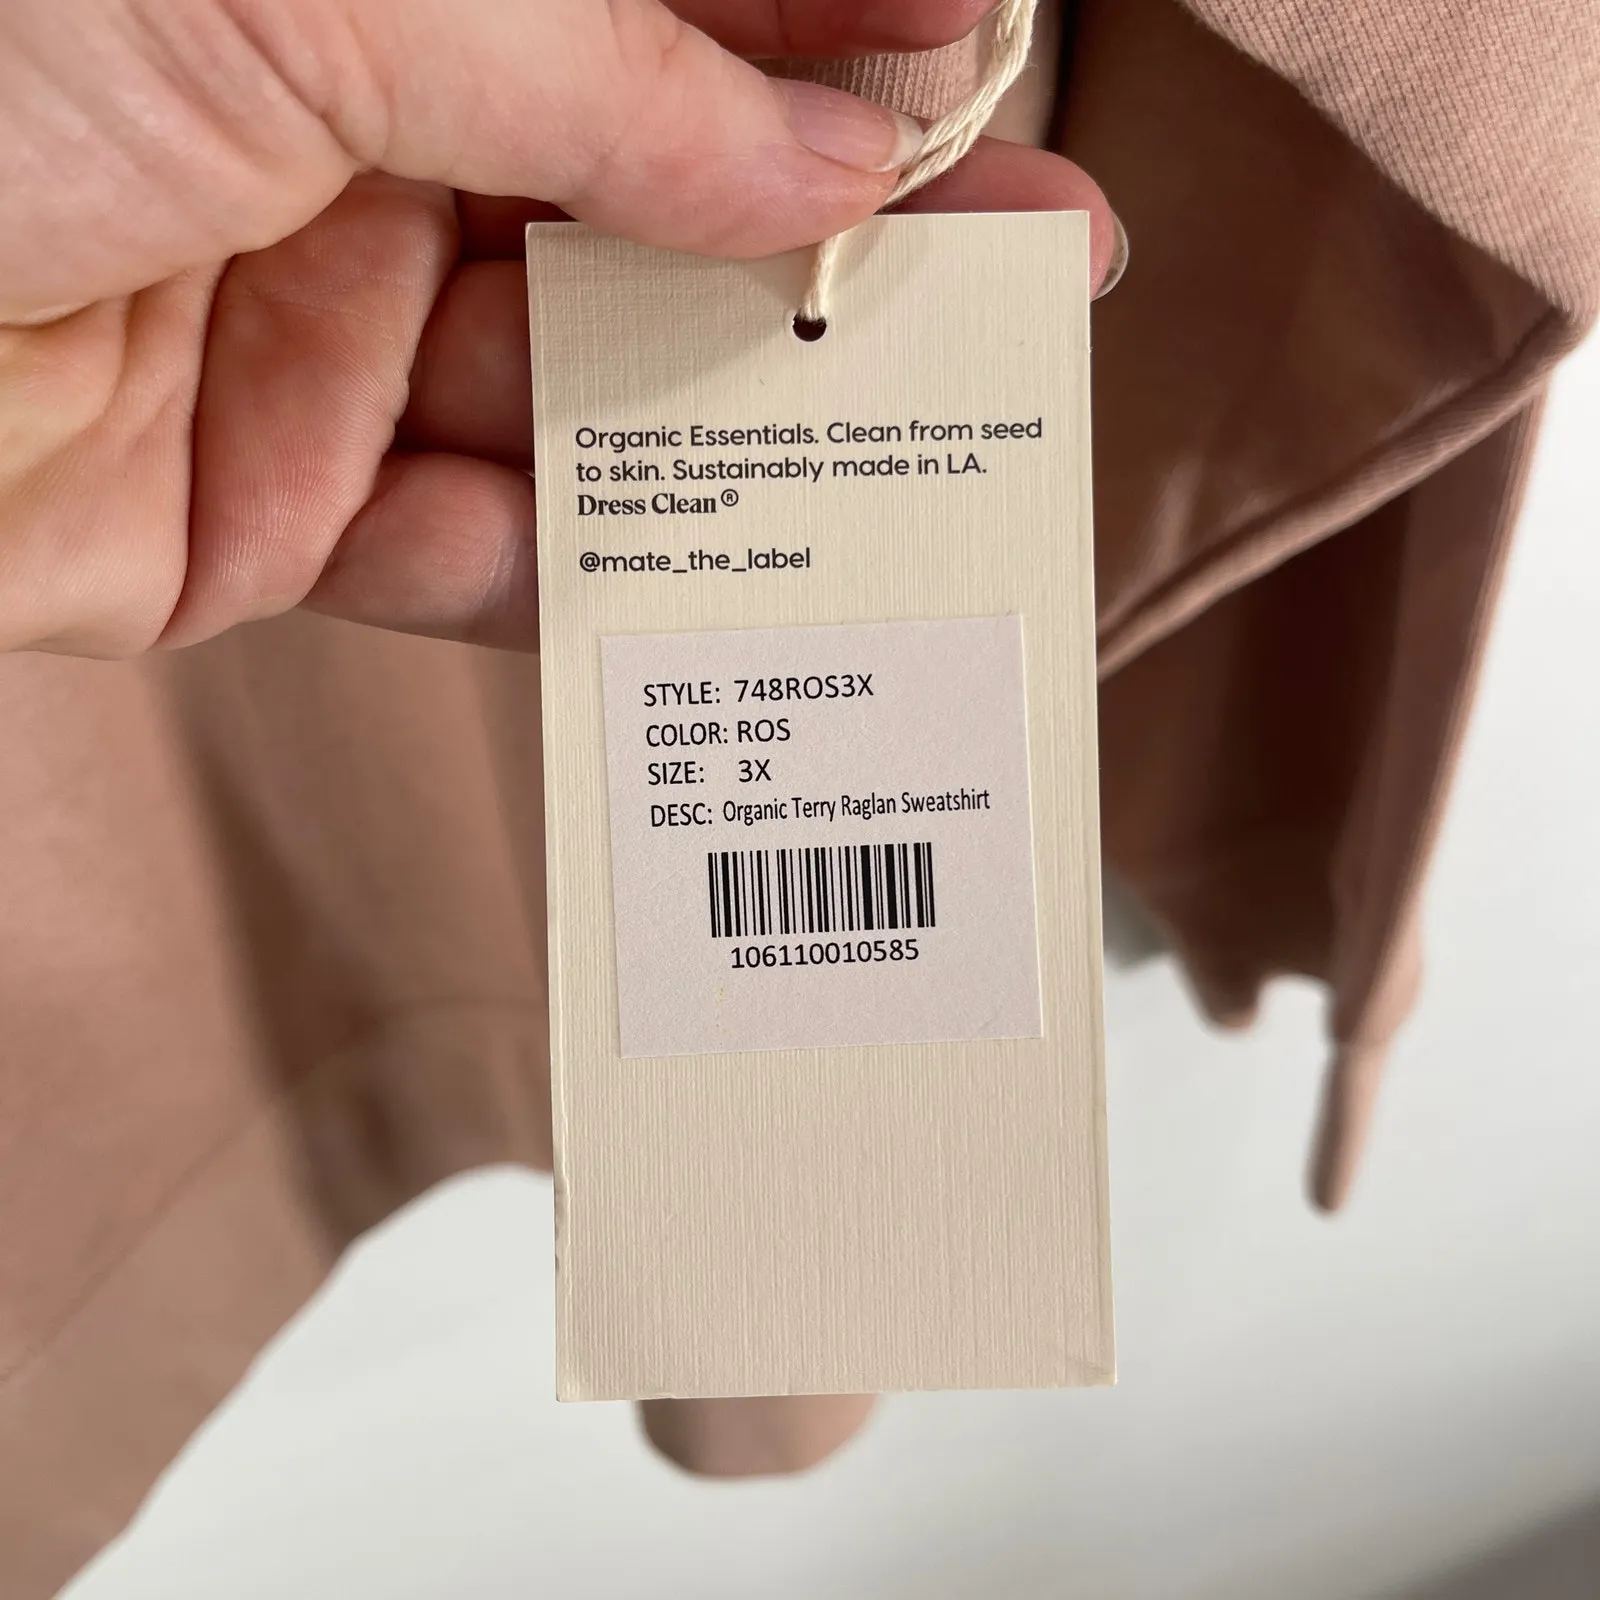 Organic Essentials. Clean from seed
to skin. Sustainably made in LA.
Dress Clean®
@mate_the_label
STYLE: 748ROS3X
COLOR: ROS
SIZE: 3X
DESC: Organic Terry Raglan Sweatshirt
106110010585